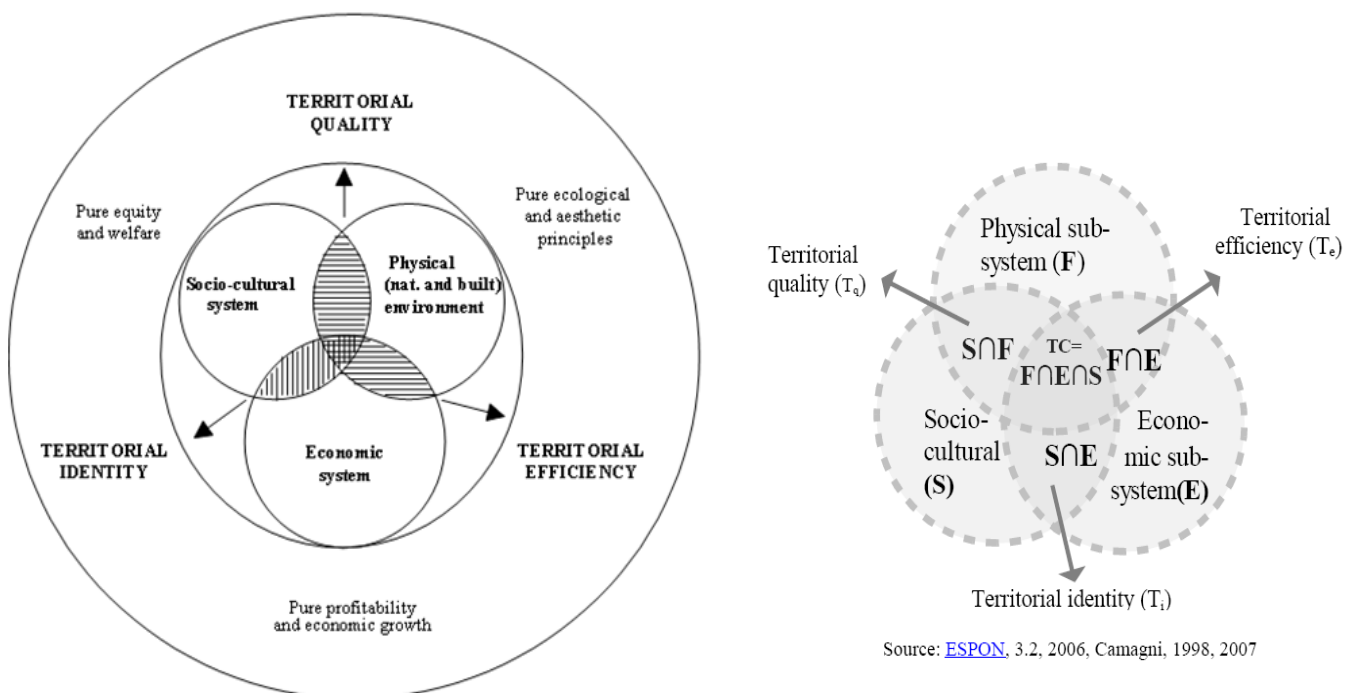 TERRITORIAL
QUALITY
Pure equity
and welfare
Pure ecological
and aesthetic
principles
Socio-cultural
system
Physical
(nat. and built)
environment
TERRITORIAL
IDENTITY
Economic
system
TERRITORIAL
EFFICIENCY
Pure profitability
and economic growth
Physical sub-
system (F)
Territorial
efficiency (Te)
Territorial
quality (Tq)
S∩F
TC=
F∩E∩S
F∩E
Socio-
cultural
(S)
S∩E
Econo-
mic sub-
system(E)
Territorial identity (Ti)
Source: ESPON, 3.2, 2006, Camagni, 1998, 2007